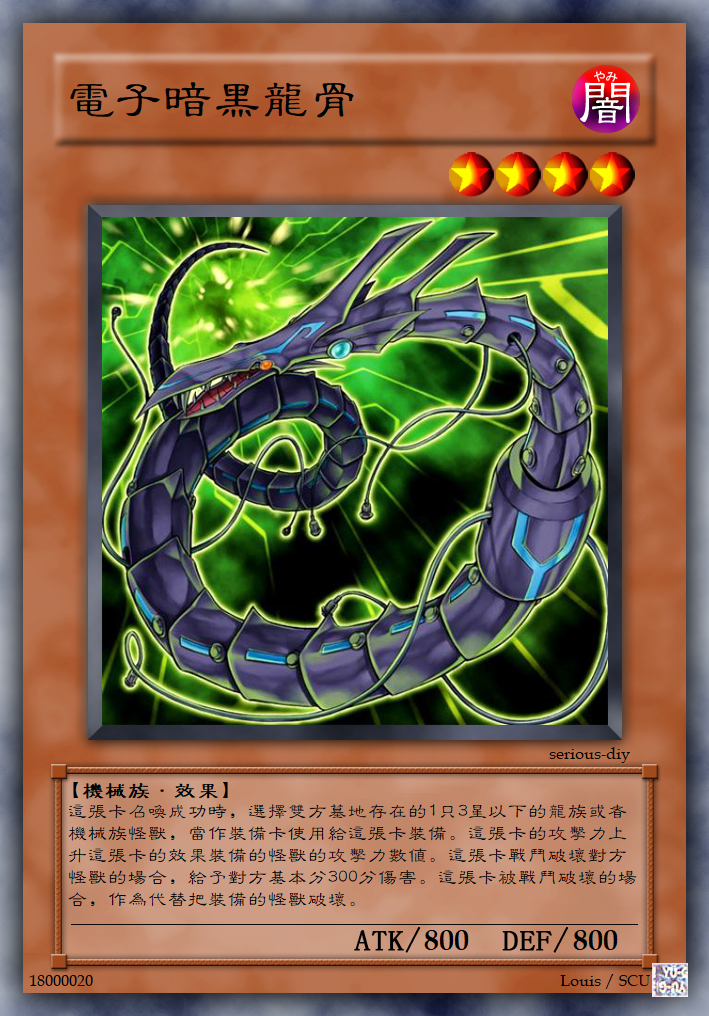 電子暗黒龍骨
やみ
闇
serious-diy
【機械族·效果】
這張卡召喚成功時，選擇雙方墓地存在的1只3星以下的龍族或者
機械族怪獸，當作裝備卡使用給這張卡裝備。這張卡的攻擊力上
升這張卡的效果裝備的怪獸的攻擊力數值。這張卡戰鬥破壞對方
怪獸的場合，給予對方基本分300分傷害。這張卡被戰鬥破壞的場
合，作為代替把裝備的怪獸破壞。
ATK/800 DEF/800
18000020
Louis / SCU